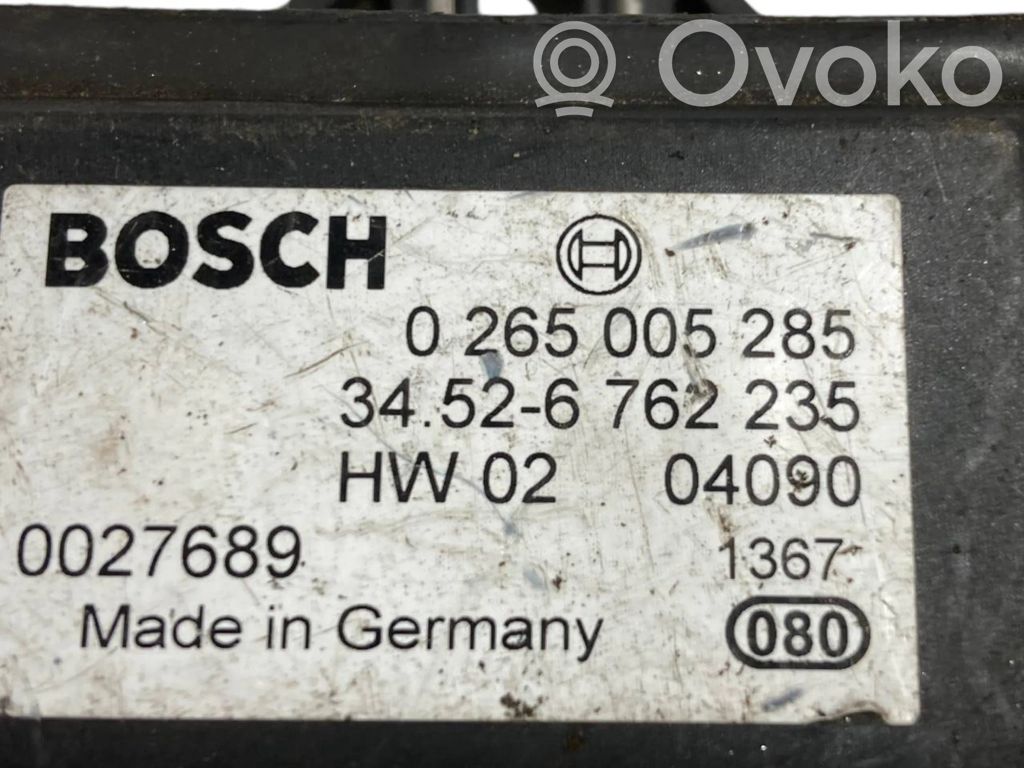 Ovoko
BOSCH
0 265 005 285
34.52-6 762 235
HW 02 04090
0027689 1367
Made in Germany 080